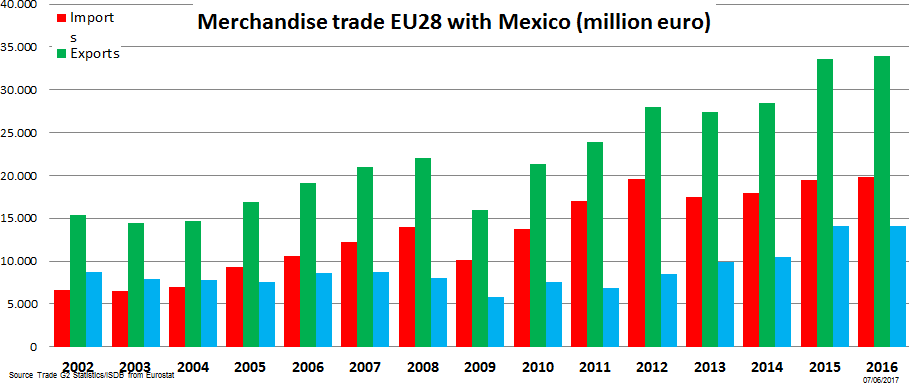 Merchandise trade EU28 with Mexico (million euro)
Import
s
Exports
40.000
35.000
30.000
25.000
20.000
15.000
10.000
5.000
0
2002 2003 2004 2005 2006 2007 2008 2009 2010 2011 2012 2013 2014 2015 2016
Source Trade G2 Statistics/ISDB from Eurostat
07/06/2017